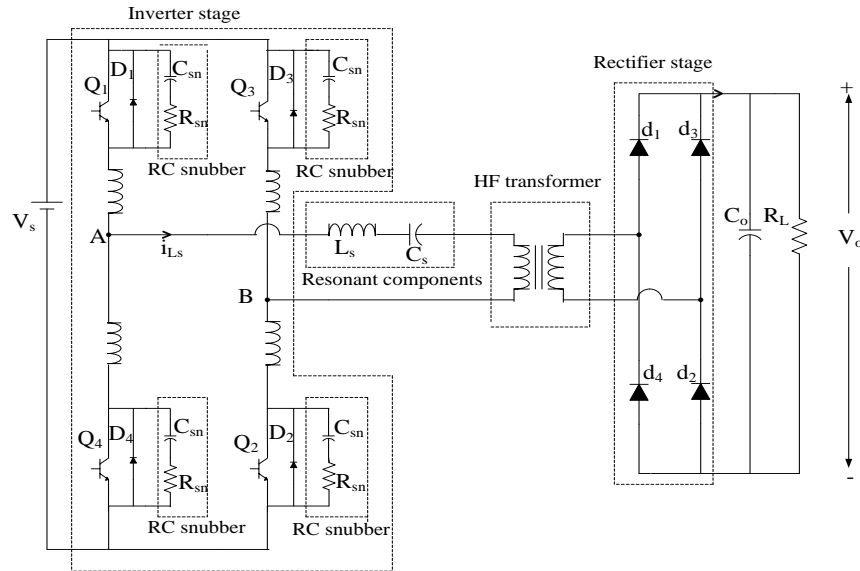 Inverter stage
Rectifier stage
D₁
Cₛₙ
Q₁
Rₛₙ
RC snubber
D₃
Cₛₙ
Q₃
Rₛₙ
RC snubber
HF transformer
Vₛ
A
i_Ls
Lₛ
Cₛ
Resonant components
B
d₁
d₃
d₄
d₂
Cₒ
R_L
+
Vₒ
-
Q₄
D₄
Cₛₙ
Rₛₙ
RC snubber
Q₂
D₂
Cₛₙ
Rₛₙ
RC snubber